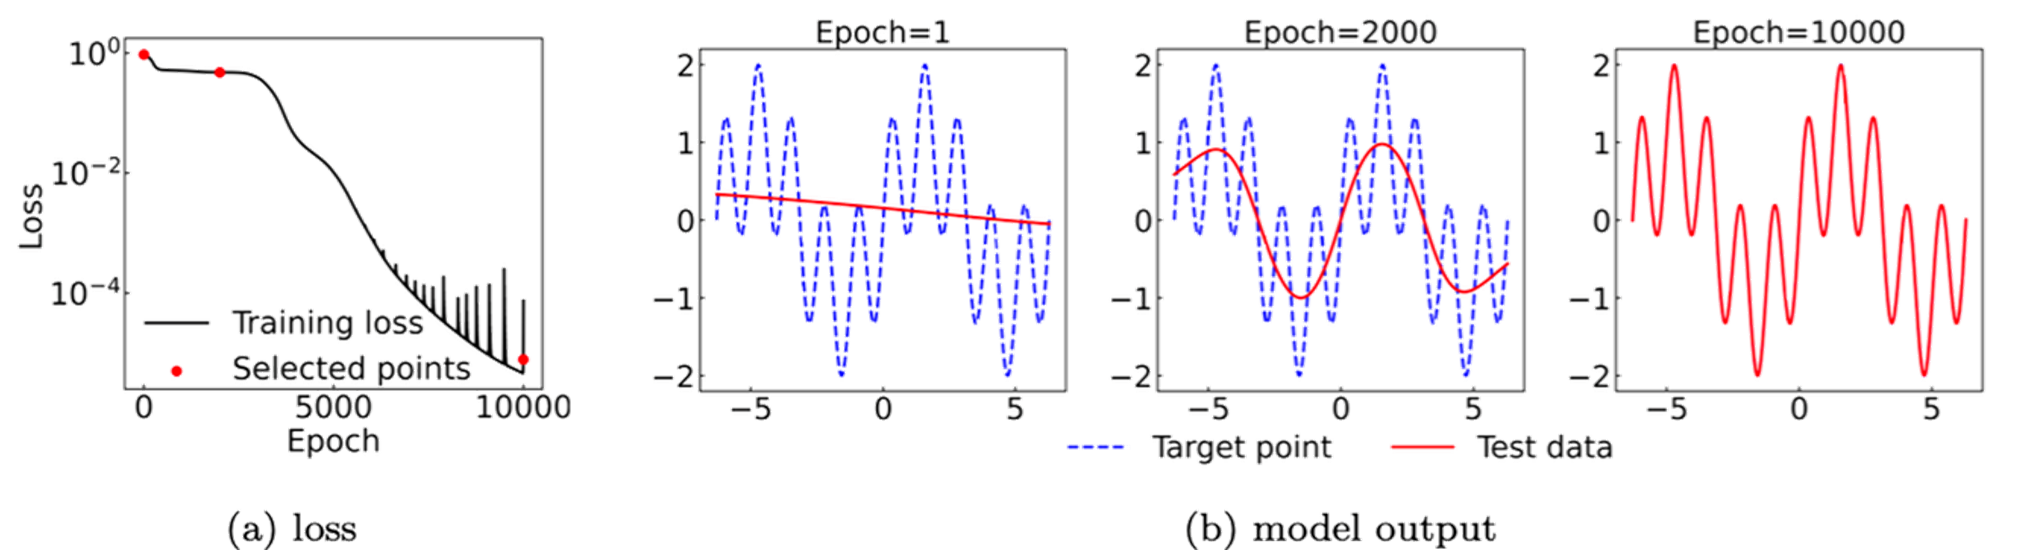 10⁰
10⁻²
10⁻⁴
Loss
Training loss
Selected points
0 5000 10000
Epoch
(a) loss
Epoch=1
2
1
0
−1
−2
−5 0 5
Epoch=2000
2
1
0
−1
−2
−5 0 5
Epoch=10000
2
1
0
−1
−2
−5 0 5
Target point Test data
(b) model output